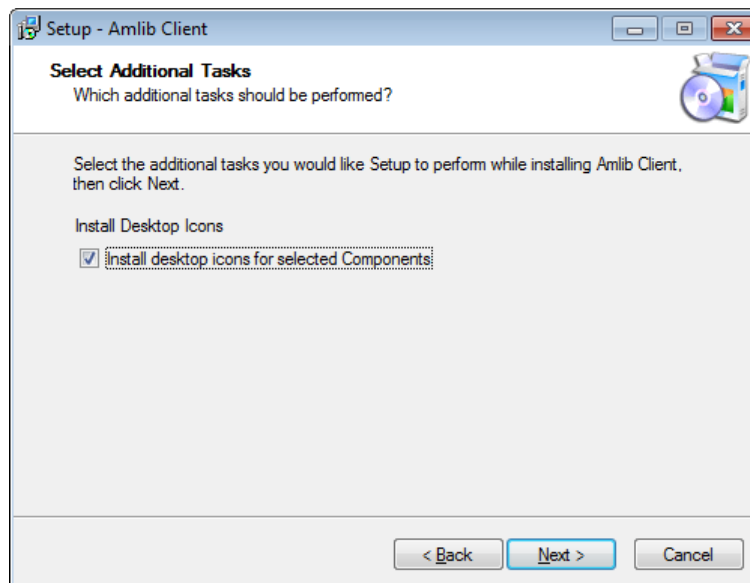 Setup - Amlib Client
Select Additional Tasks
Which additional tasks should be performed?
Select the additional tasks you would like Setup to perform while installing Amlib Client,
then click Next.
Install Desktop Icons
Install desktop icons for selected Components
< Back
Next >
Cancel